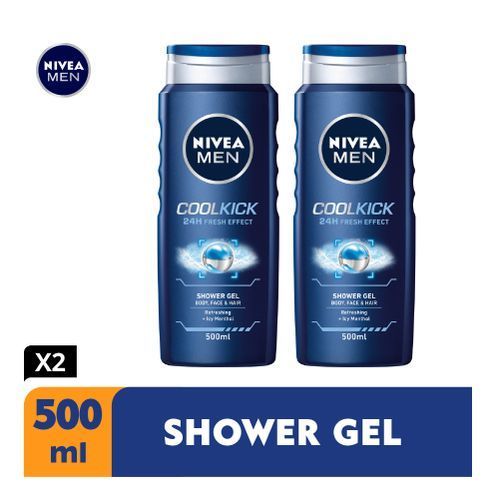 NIVEA
MEN
NIVEA
MEN
COOLKICK
24H FRESH EFFECT
SHOWER GEL
BODY, FACE & HAIR
Refreshing
+ Icy Menthol
500ml
NIVEA
MEN
COOLKICK
24H FRESH EFFECT
SHOWER GEL
BODY, FACE & HAIR
Refreshing
+ Icy Menthol
500ml
X2
500
ml
SHOWER GEL